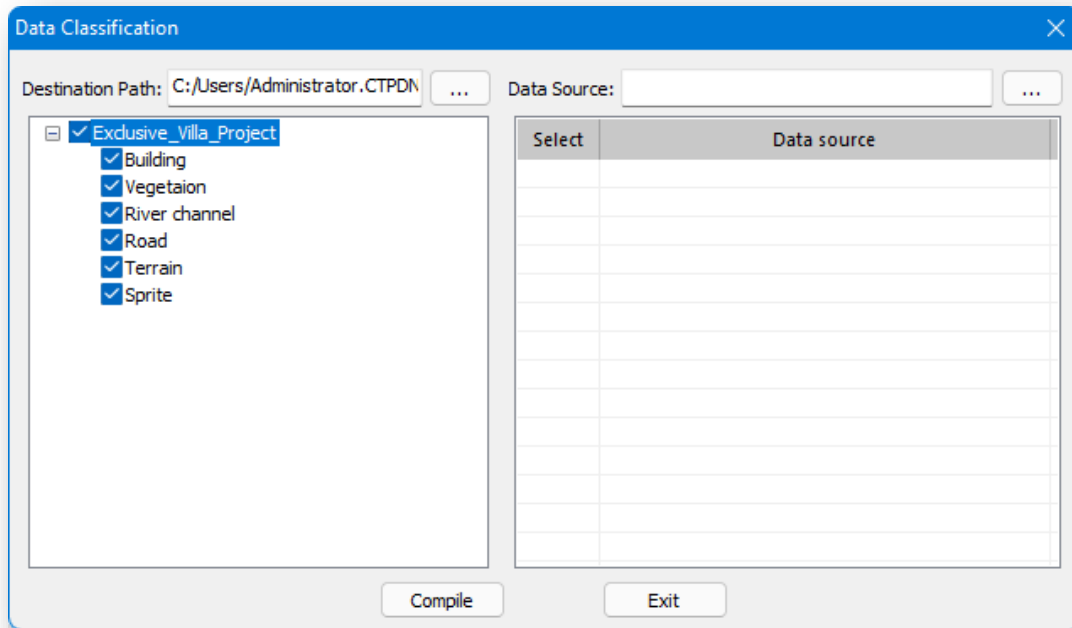 Data Classification
Destination Path: C:/Users/Administrator.CTPDN ... Data Source: ...
Exclusive_Villa_Project
Building
Vegetaion
River channel
Road
Terrain
Sprite
Select Data source
Compile Exit